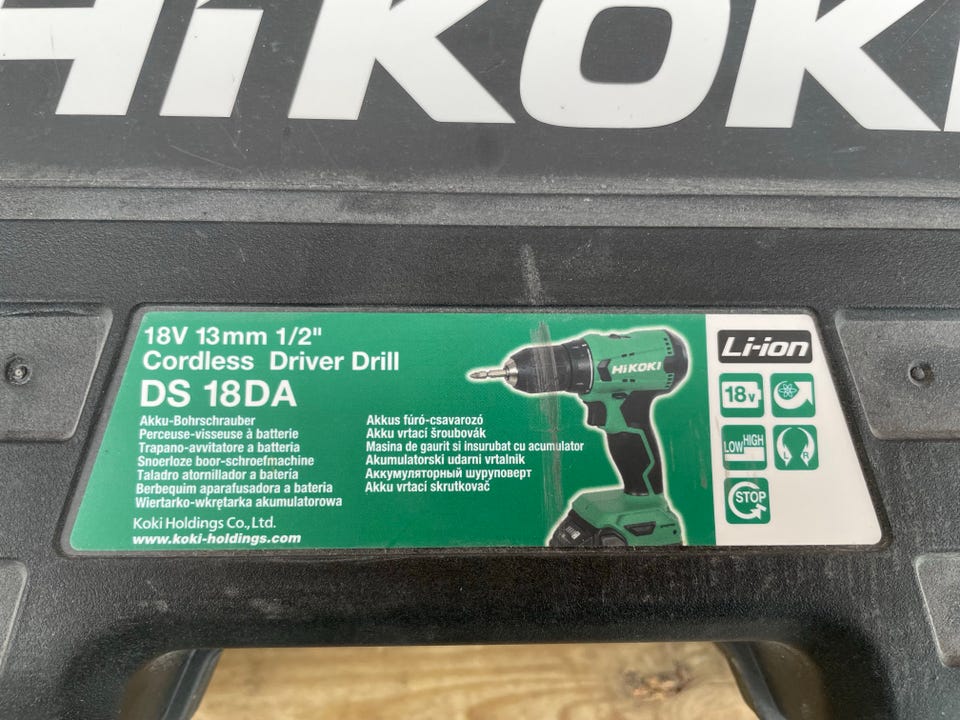 HiKOKI
18V 13mm 1/2"
Cordless Driver Drill
DS 18DA
Akku-Bohrschrauber
Perceuse-visseuse à batterie
Trapano-avvitatore a batteria
Snoerloze boor-schroefmachine
Taladro atornillador a batería
Berbequim aparafusadora a bateria
Wiertarko-wkrętarka akumulatorowa
Akkus fúró-csavarozó
Akku vrtací šroubovák
Masina de gaurit si insurubat cu acumulator
Akumulatorski udarni vrtalnik
Аккумуляторный шуруповерт
Akku vrtací skrutkovač
Koki Holdings Co.,Ltd.
www.koki-holdings.com
HiKOKI
Li-ion
18v
LOW HIGH
L R
STOP